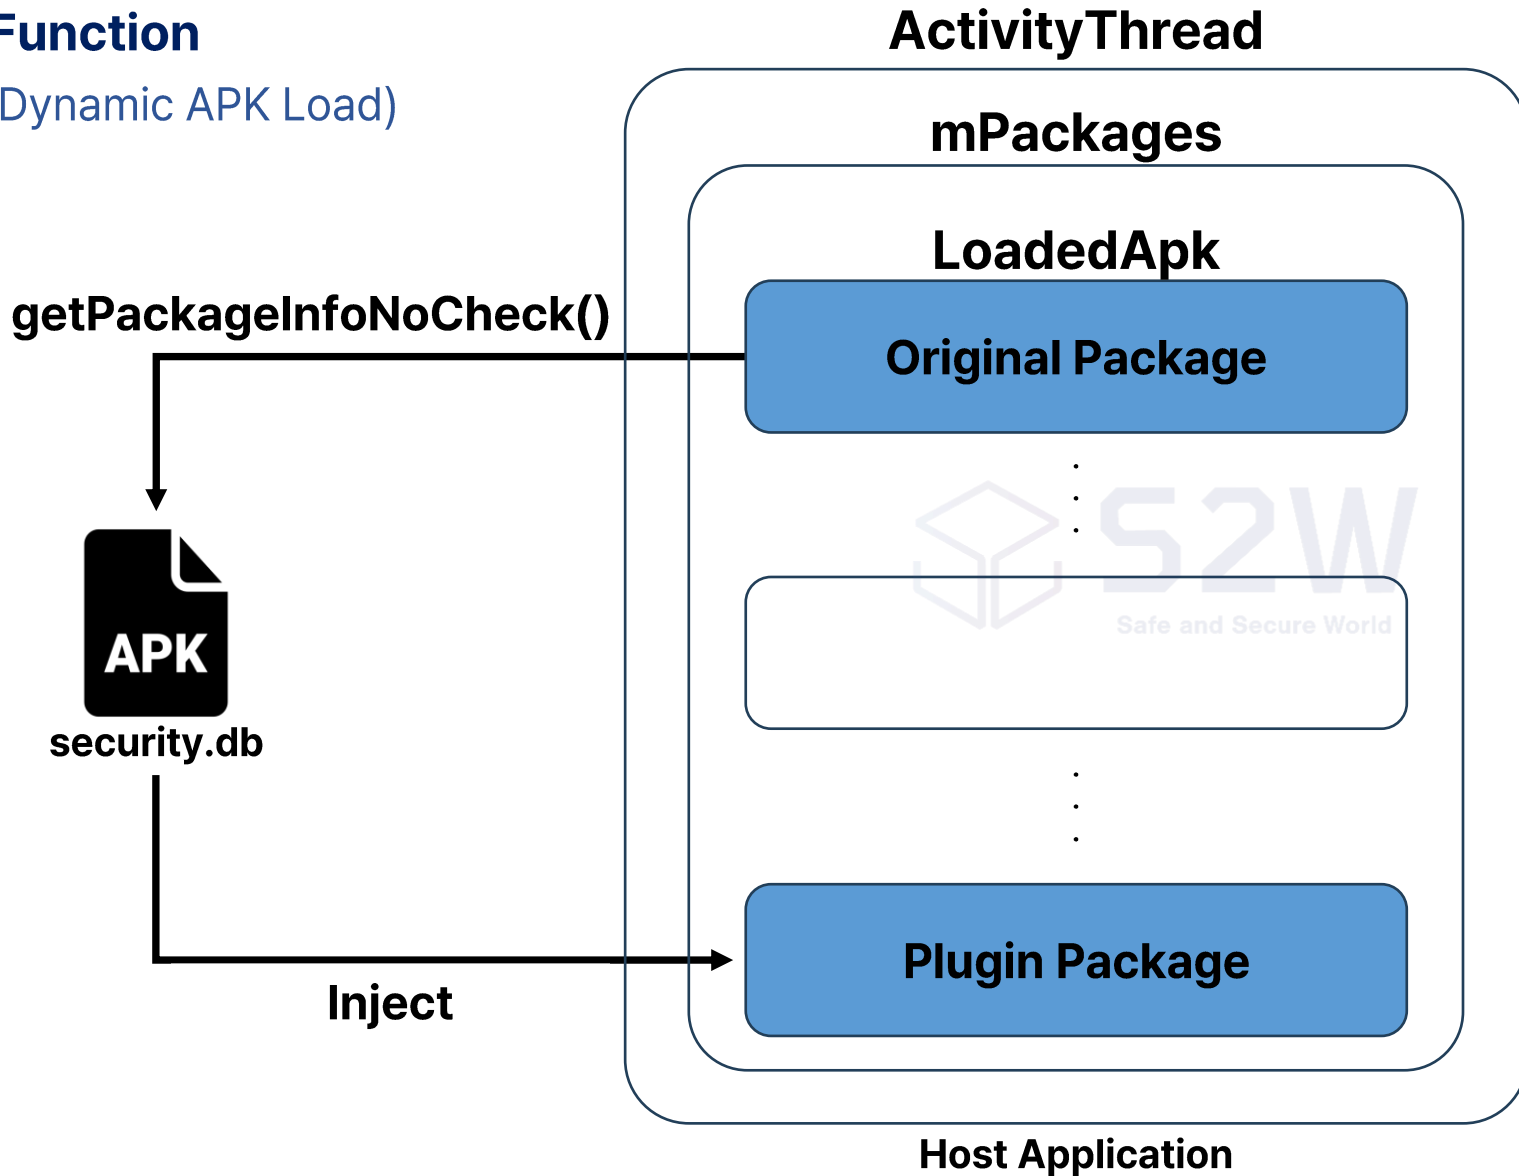 Function
(Dynamic APK Load)
ActivityThread
mPackages
LoadedApk
getPackageInfoNoCheck()
Original Package
S2W
Safe and Secure World
APK
security.db
Plugin Package
Inject
Host Application